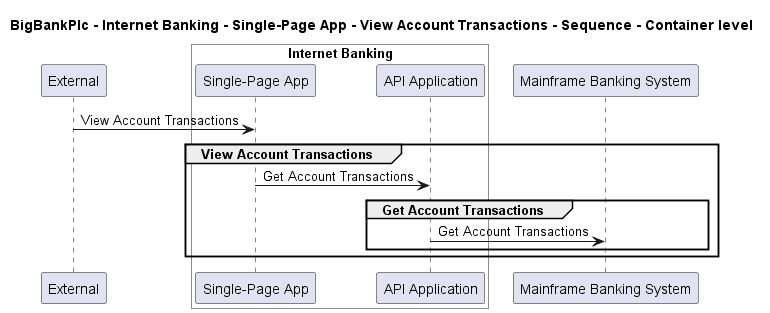 BigBankPlc - Internet Banking - Single-Page App - View Account Transactions - Sequence - Container level
Internet Banking
External
Single-Page App
API Application
Mainframe Banking System
View Account Transactions
View Account Transactions
Get Account Transactions
Get Account Transactions
Get Account Transactions
External
Single-Page App
API Application
Mainframe Banking System